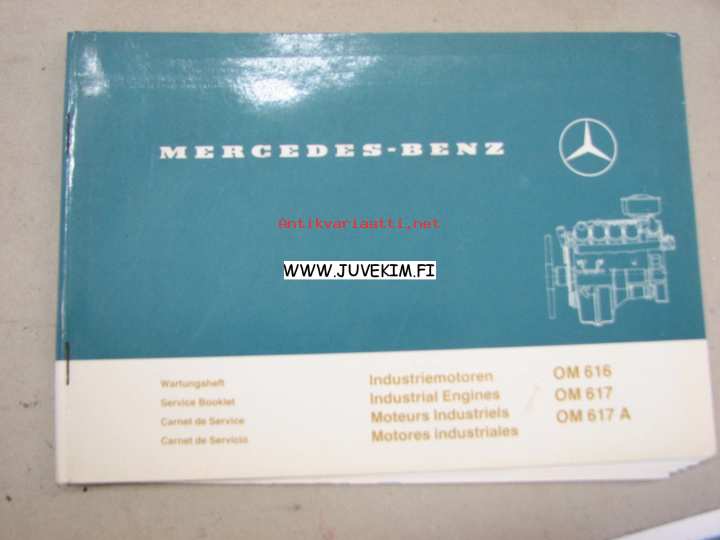 MERCEDES-BENZ
Antikvariaatti.net
WWW.JUVEKIM.FI
Wartungsheft
Service Booklet
Carnet de Service
Carnet de Servicio
Industriemotoren
Industrial Engines
Moteurs Industriels
Motores industriales
OM 616
OM 617
OM 617 A